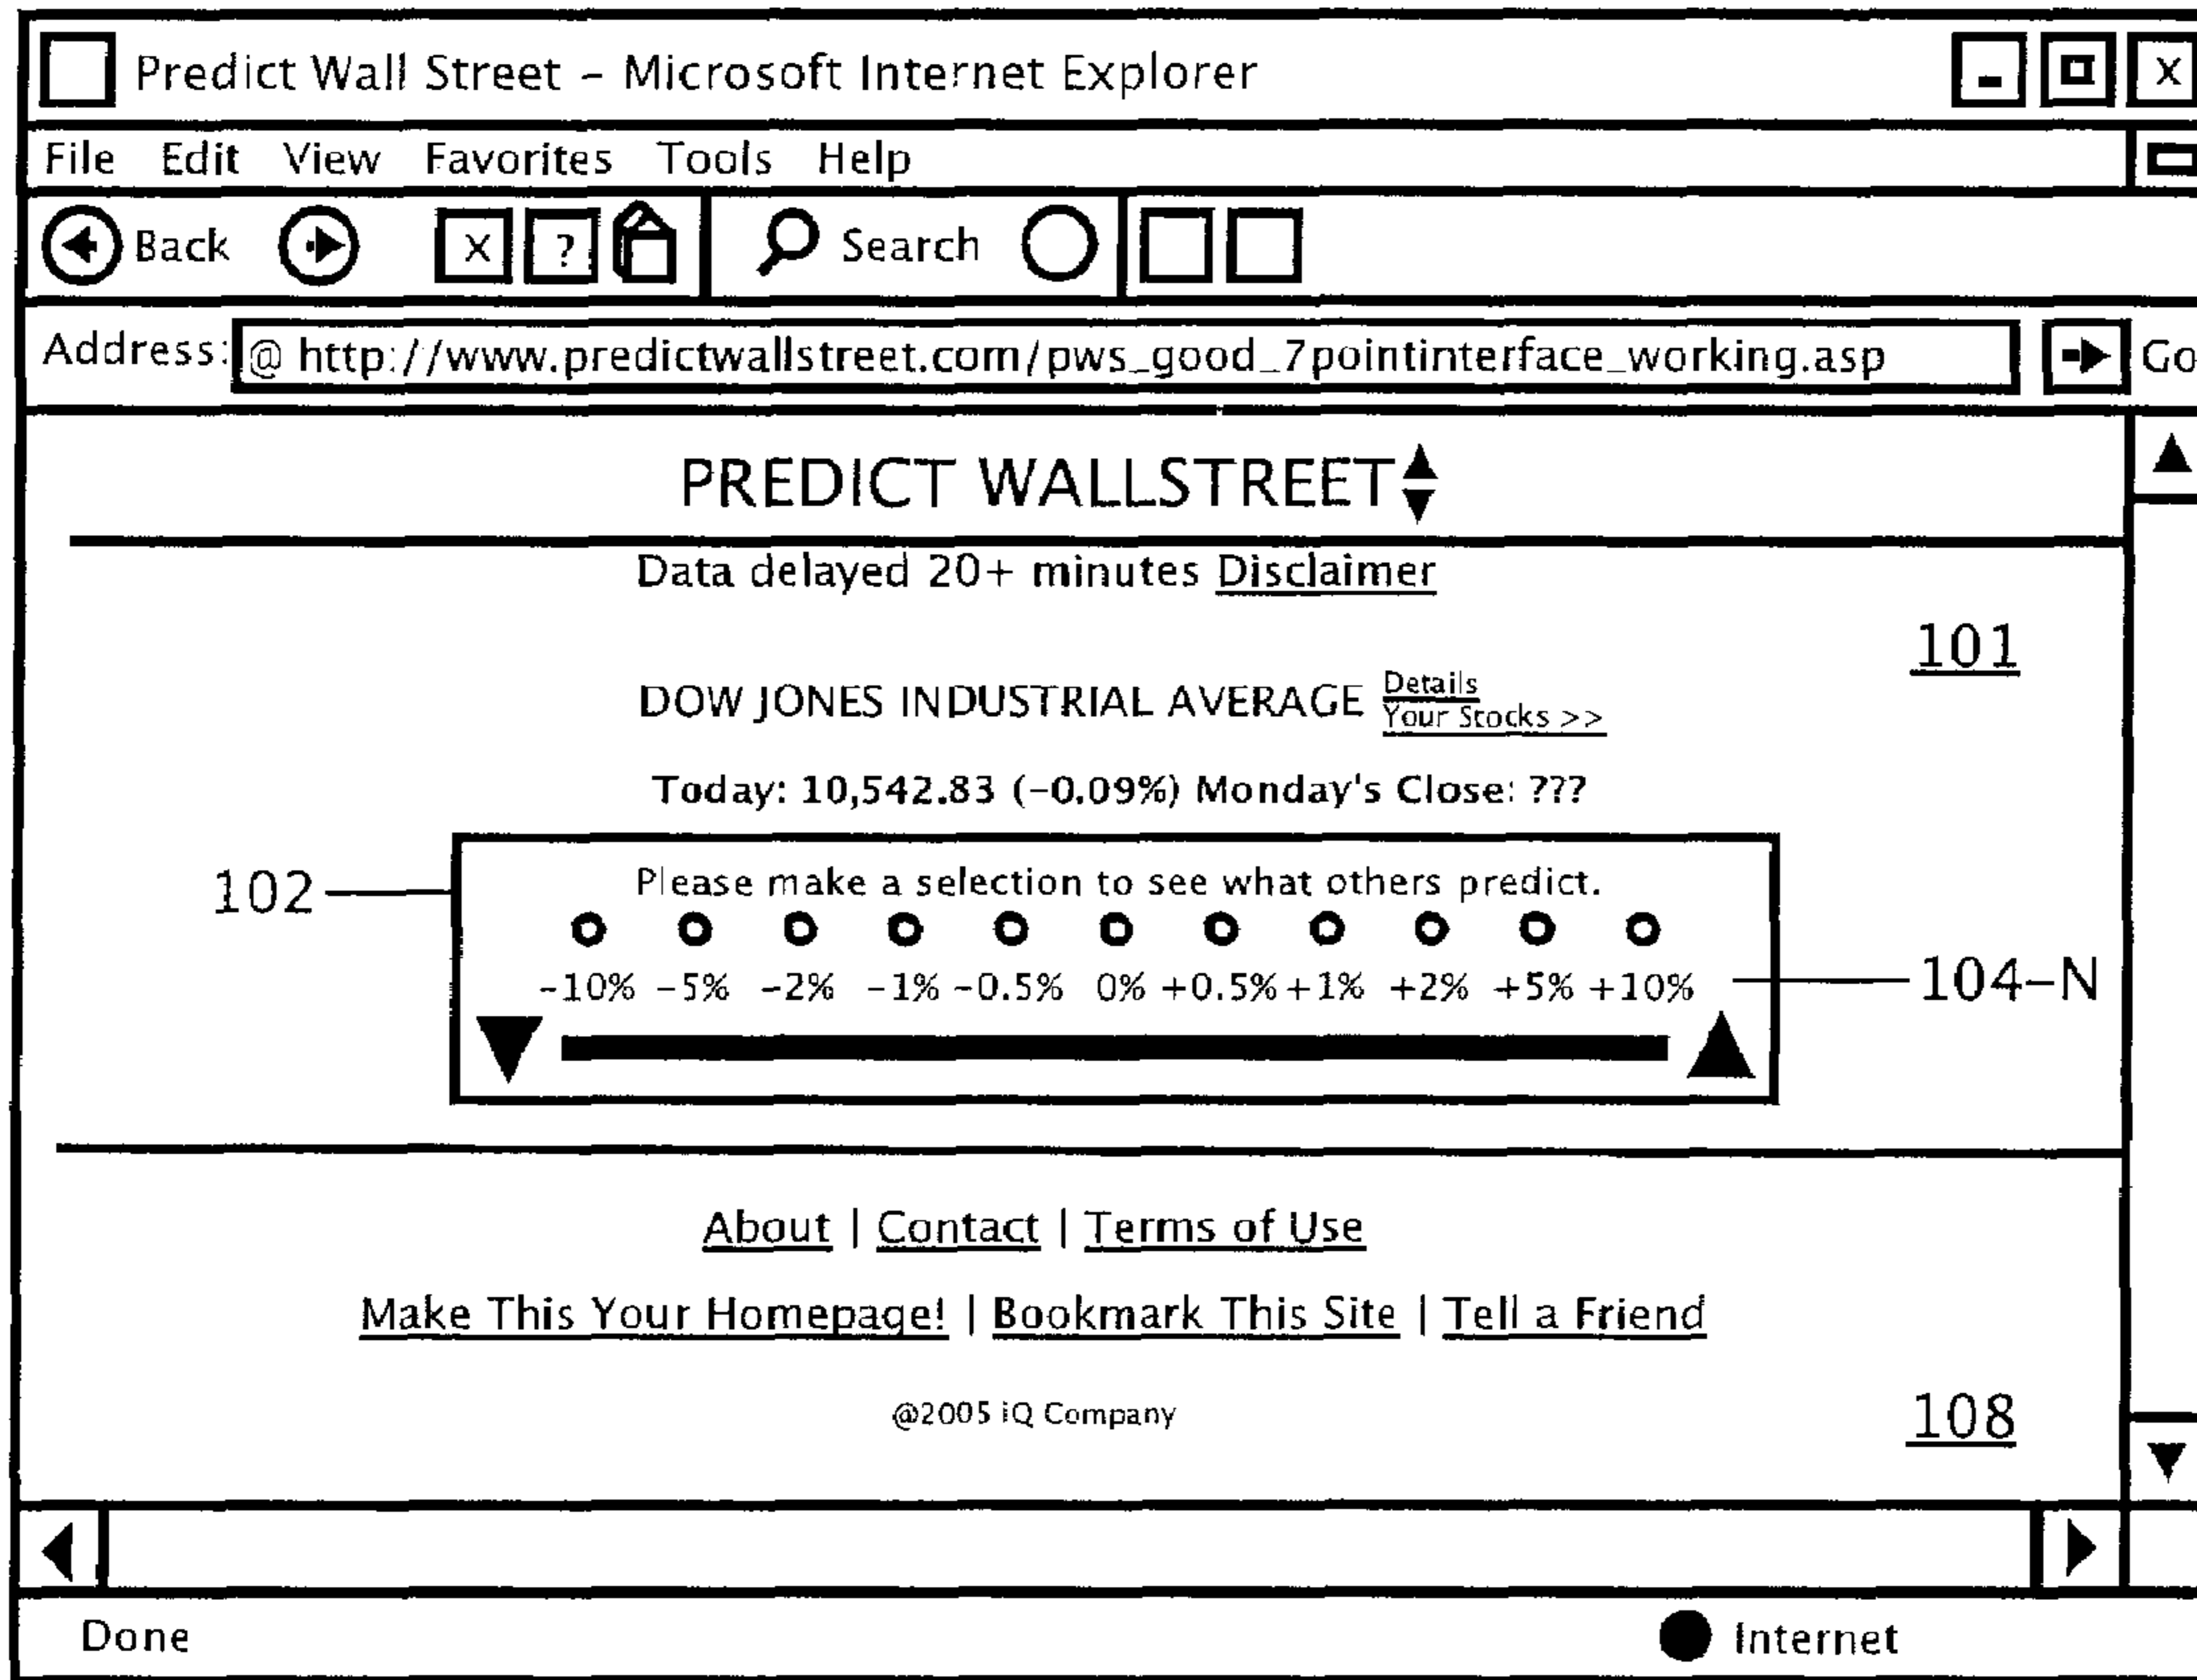 Predict Wall Street – Microsoft Internet Explorer
- X
File Edit View Favorites Tools Help
Back X ? Search
Address: @ http://www.predictwallstreet.com/pws_good_7pointinterface_working.asp Go
PREDICT WALLSTREET
Data delayed 20+ minutes Disclaimer
101
DOW JONES INDUSTRIAL AVERAGE Details
Your Stocks >>
Today: 10,542.83 (-0.09%) Monday's Close: ???
102
Please make a selection to see what others predict.
-10% -5% -2% -1% -0.5% 0% +0.5% +1% +2% +5% +10%
104-N
About | Contact | Terms of Use
Make This Your Homepage! | Bookmark This Site | Tell a Friend
@2005 iQ Company
108
Done Internet